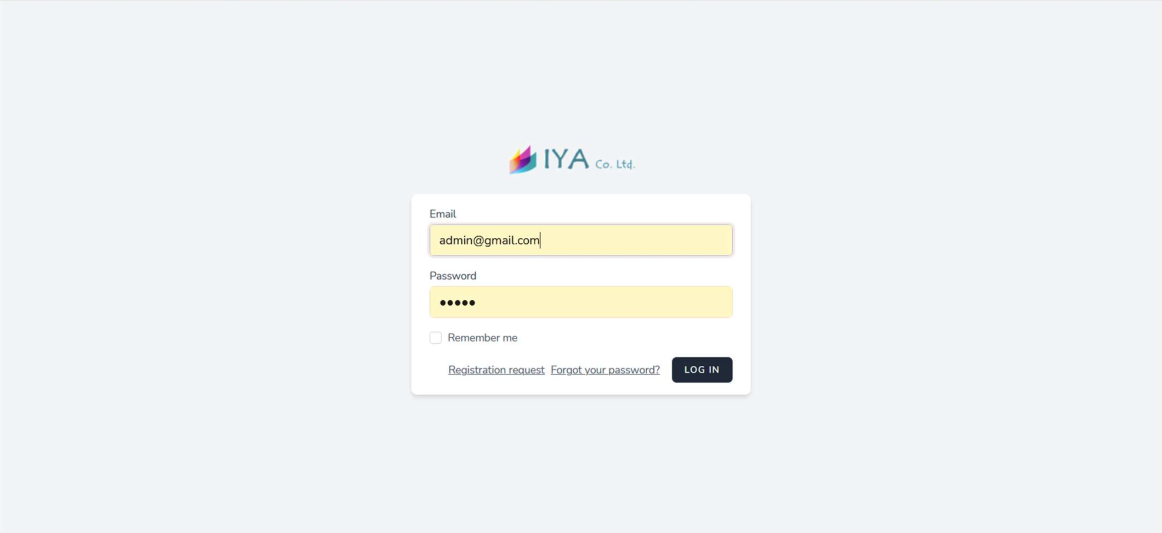 IYA Co. Ltd.
Email
admin@gmail.com
Password
●●●●●
Remember me
Registration request Forgot your password? LOG IN